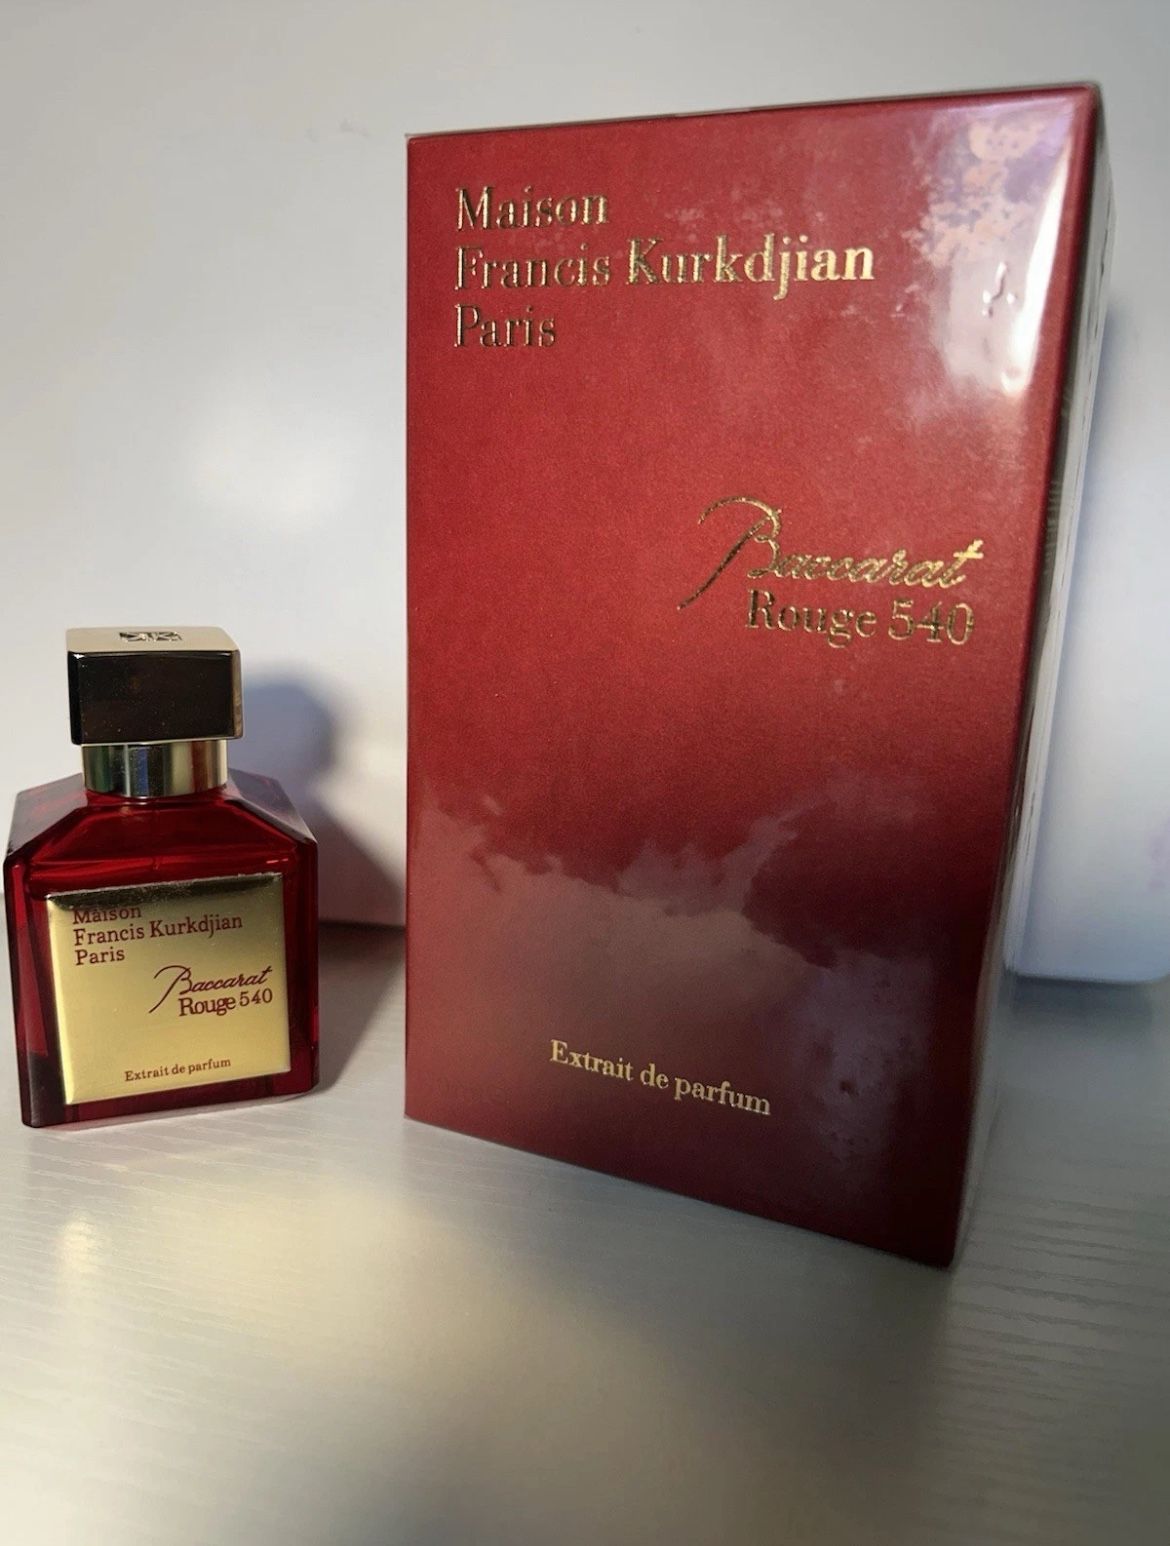 Maison
Francis Kurkdjian
Paris
Baccarat
Rouge 540
Extrait de parfum
Maison
Francis Kurkdjian
Paris
Baccarat
Rouge 540
Extrait de parfum